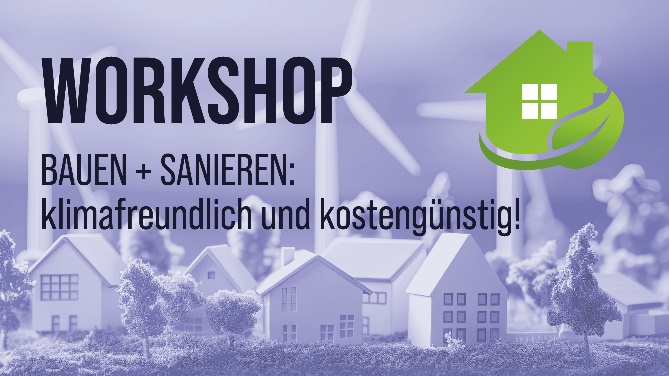 WORKSHOP
BAUEN + SANIEREN:
klimafreundlich und kostengünstig!